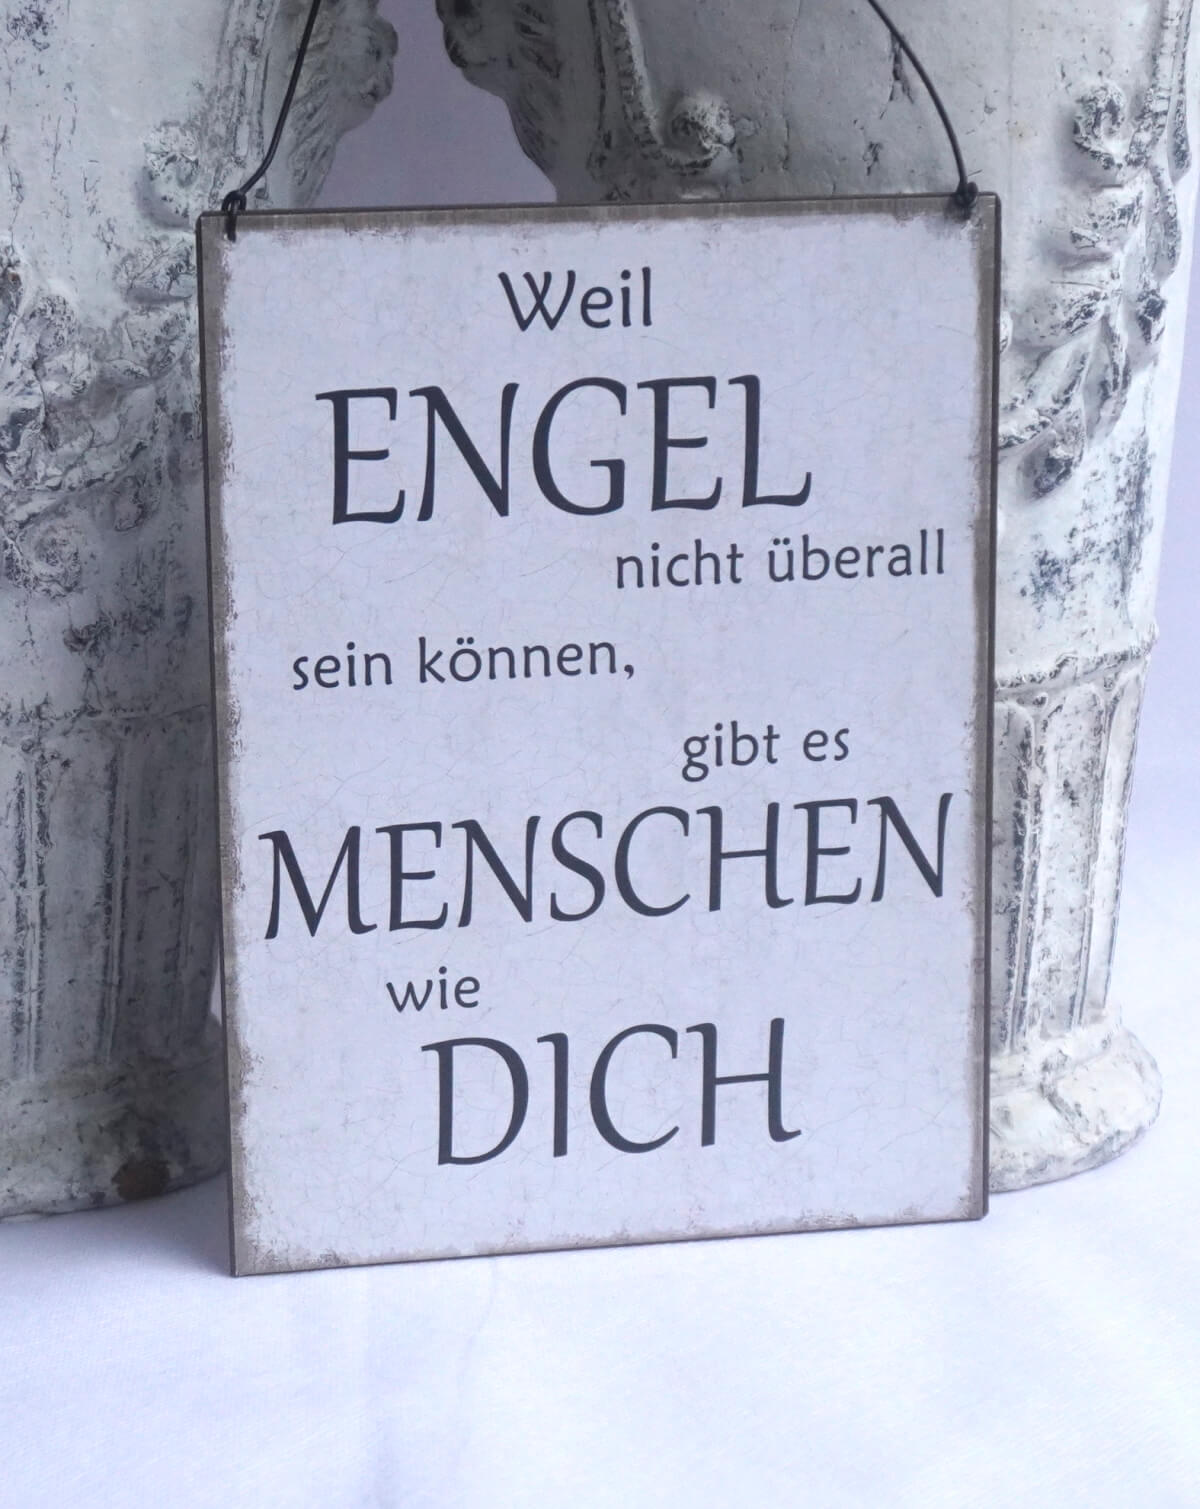 Weil
ENGEL
nicht überall
sein können,
gibt es
MENSCHEN
wie
DICH